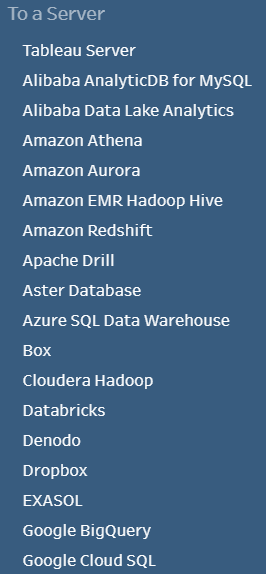 To a Server
Tableau Server
Alibaba AnalyticDB for MySQL
Alibaba Data Lake Analytics
Amazon Athena
Amazon Aurora
Amazon EMR Hadoop Hive
Amazon Redshift
Apache Drill
Aster Database
Azure SQL Data Warehouse
Box
Cloudera Hadoop
Databricks
Denodo
Dropbox
EXASOL
Google BigQuery
Google Cloud SQL